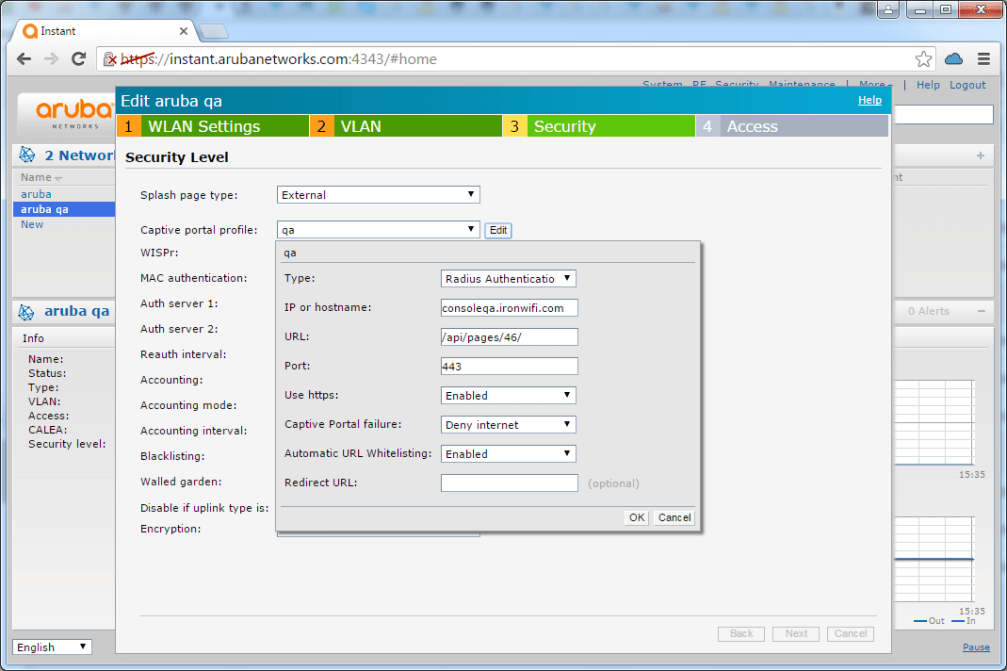 Instant
https://instant.arubanetworks.com:4343/#home
System RF Security Maintenance | More | Help Logout
aruba
NETWORKS
Edit aruba qa Help
1 WLAN Settings 2 VLAN 3 Security 4 Access
2 Networ
Name
aruba
aruba qa
New
Security Level
Splash page type: External
Captive portal profile: qa Edit
WISPr:
MAC authentication:
Auth server 1:
Auth server 2:
Reauth interval:
Accounting:
Accounting mode:
Accounting interval:
Blacklisting:
Walled garden:
Disable if uplink type is:
Encryption:
qa
Type: Radius Authenticatio
IP or hostname: consoleqa.ironwifi.com
URL: /api/pages/46/
Port: 443
Use https: Enabled
Captive Portal failure: Deny internet
Automatic URL Whitelisting: Enabled
Redirect URL: (optional)
OK Cancel
aruba qa
0 Alerts
Info
Name:
Status:
Type:
VLAN:
Access:
CALEA:
Security level:
nt
15:35
15:35
Out In
Back Next Cancel
English
Pause